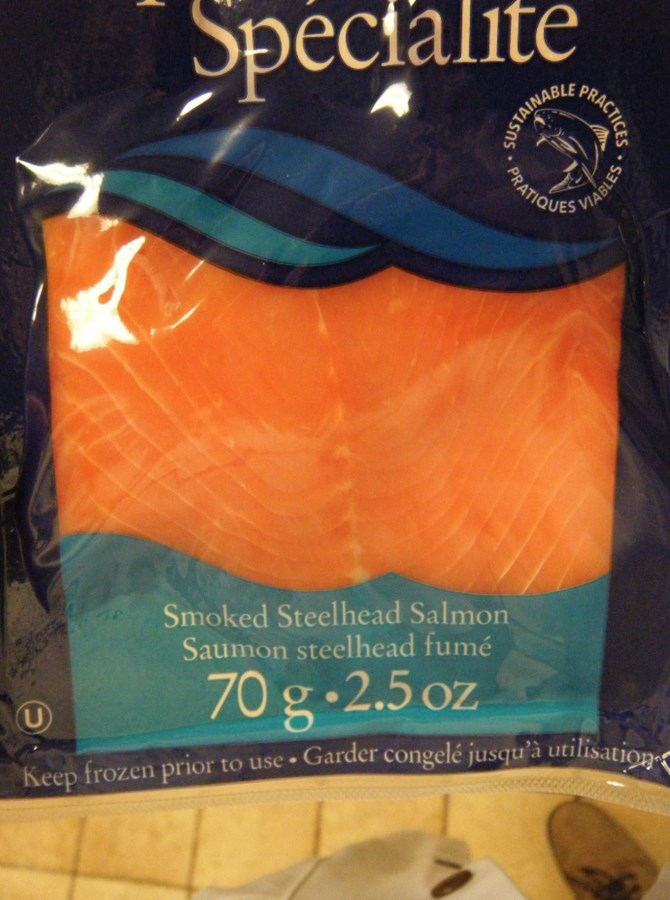 Spécialité
SUSTAINABLE PRACTICES
PRATIQUES VIABLES
Smoked Steelhead Salmon
Saumon steelhead fumé
70 g • 2.5 oz
U
Keep frozen prior to use • Garder congelé jusqu'à utilisation